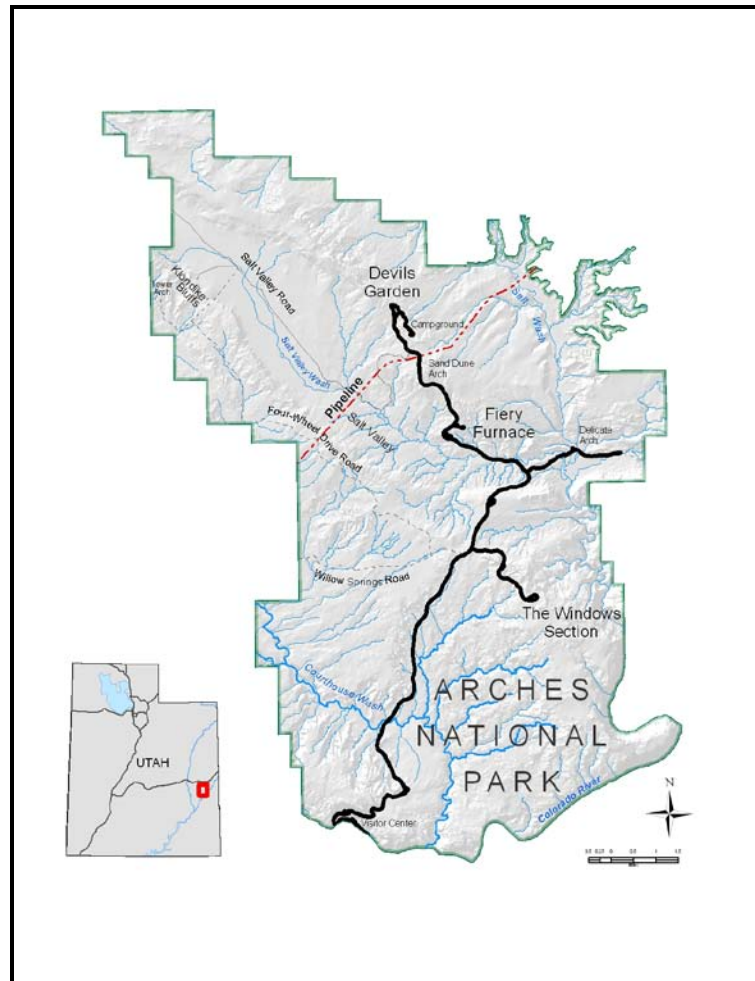 Devils
Garden
Campground
Salt Valley Road
Klondike
Bluffs
Tower
Arch
Salt Wash
Salt Valley Wash
Sand Dune
Arch
Pipeline
Fiery
Furnace
Salt Valley
Four-Wheel Drive Road
Delicate
Arch
Willow Springs Road
The Windows
Section
Courthouse Wash
ARCHES
NATIONAL
PARK
UTAH
N
Colorado River
Visitor Center